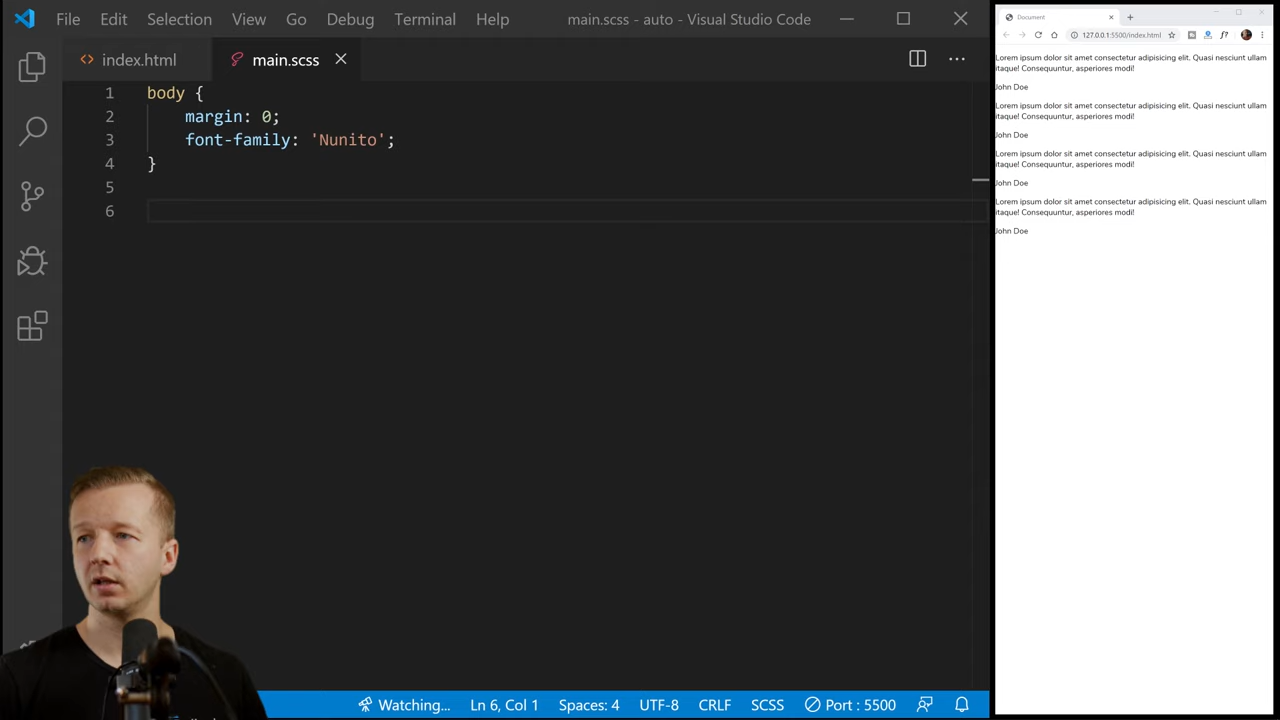 File Edit Selection View Go Debug Terminal Help main.scss - auto - Visual Studio Code
index.html main.scss
1 body {
2 margin: 0;
3 font-family: 'Nunito';
4 }
5
6
Watching... Ln 6, Col 1 Spaces: 4 UTF-8 CRLF SCSS Port : 5500
Document
127.0.0.1:5500/index.html f?
Lorem ipsum dolor sit amet consectetur adipisicing elit. Quasi nesciunt ullam
itaque! Consequuntur, asperiores modi!
John Doe
Lorem ipsum dolor sit amet consectetur adipisicing elit. Quasi nesciunt ullam
itaque! Consequuntur, asperiores modi!
John Doe
Lorem ipsum dolor sit amet consectetur adipisicing elit. Quasi nesciunt ullam
itaque! Consequuntur, asperiores modi!
John Doe
Lorem ipsum dolor sit amet consectetur adipisicing elit. Quasi nesciunt ullam
itaque! Consequuntur, asperiores modi!
John Doe